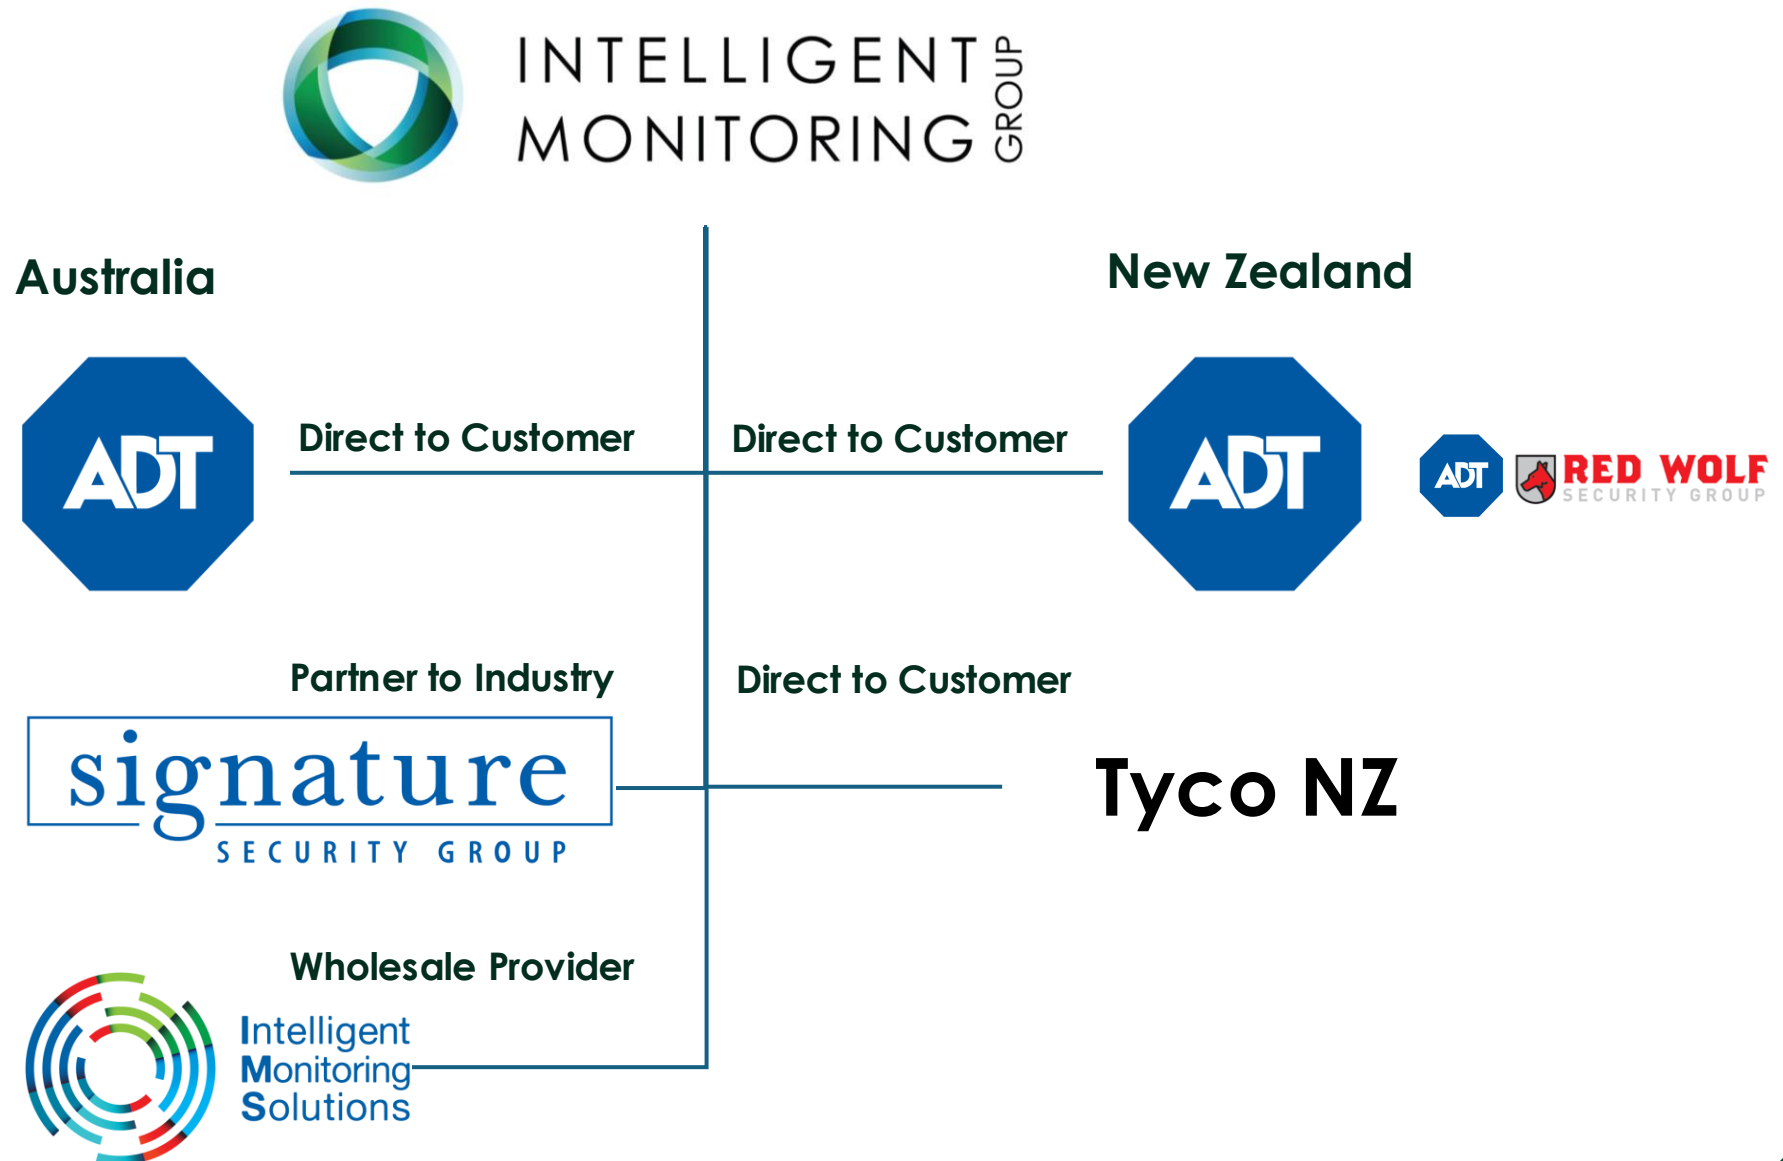 INTELLIGENT
MONITORING
GROUP
Australia
New Zealand
ADT
Direct to Customer
Direct to Customer
ADT
ADT
RED WOLF
SECURITY GROUP
Partner to Industry
Direct to Customer
signature
SECURITY GROUP
Tyco NZ
Wholesale Provider
Intelligent
Monitoring
Solutions